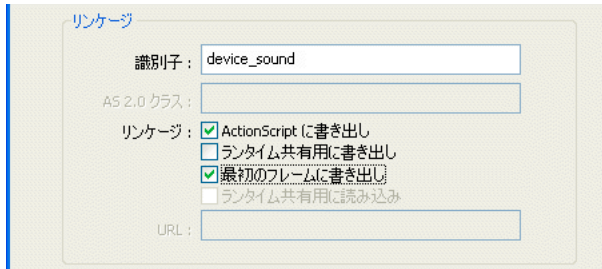 リンケージ
識別子 : device_sound
AS 2.0 クラス :
リンケージ : ActionScript に書き出し
ランタイム共有用に書き出し
最初のフレームに書き出し
ランタイム共有用に読み込み
URL :